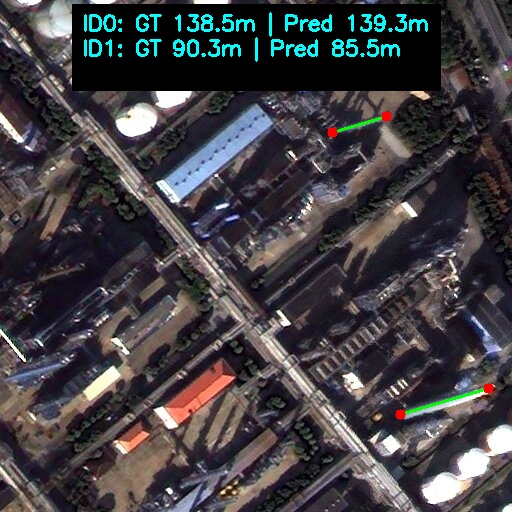 ID0: GT 138.5m | Pred 139.3m
ID1: GT 90.3m | Pred 85.5m